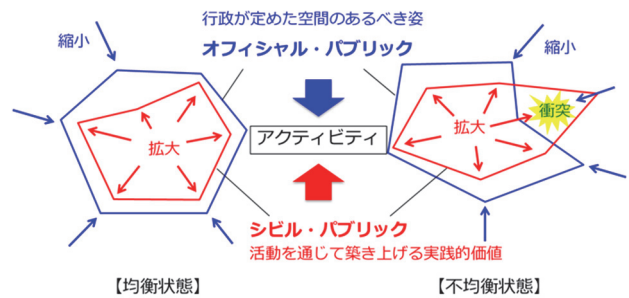 行政が定めた空間のあるべき姿
オフィシャル・パブリック
縮小
縮小
拡大
アクティビティ
拡大
衝突
シビル・パブリック
活動を通じて築き上げる実践的価値
【均衡状態】
【不均衡状態】